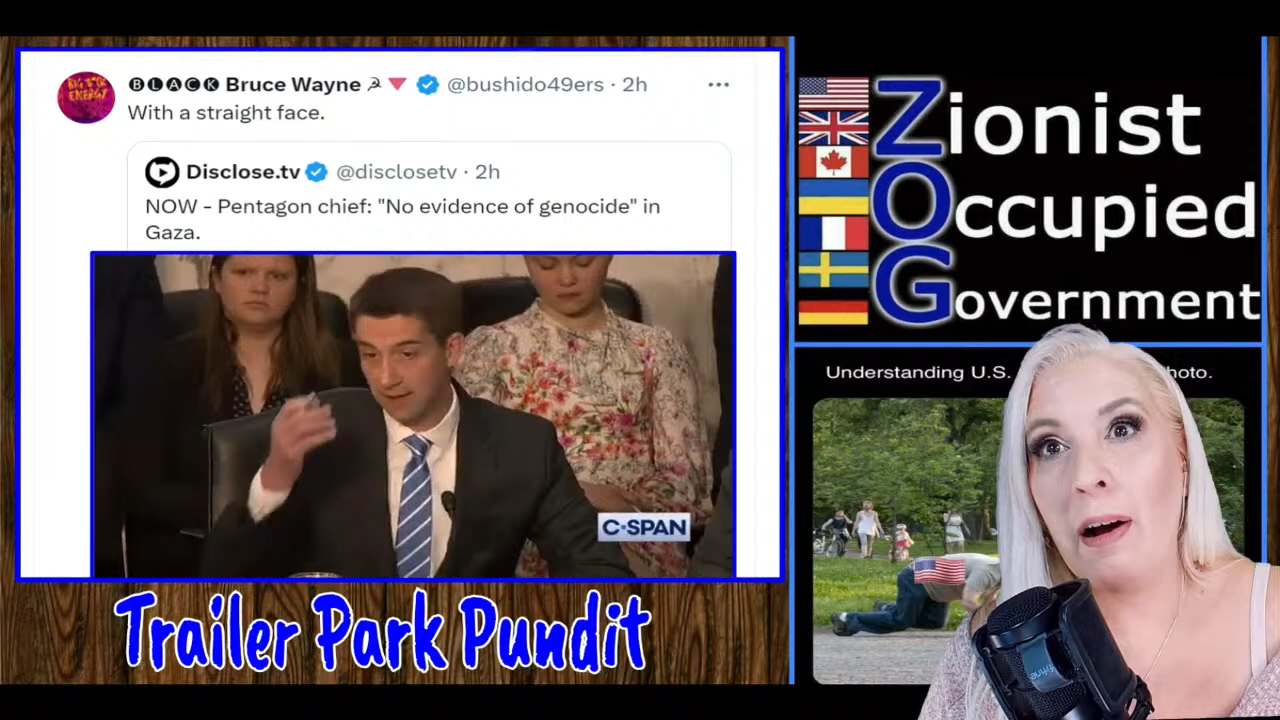 🅑🅛🅐🅒🅚 Bruce Wayne ☭ 🔻 @bushido49ers · 2h
With a straight face.
Disclose.tv @disclosetv · 2h
NOW - Pentagon chief: "No evidence of genocide" in
Gaza.
C-SPAN
Trailer Park Pundit
Zionist
Occupied
Government
Understanding U.S. hoto.